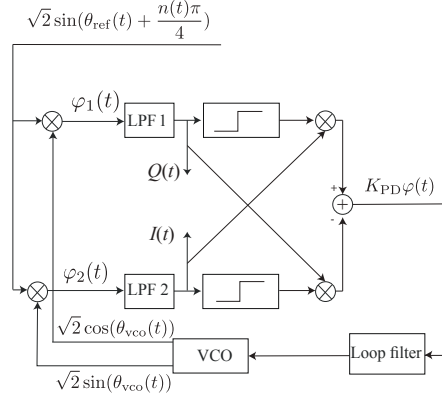 √2 sin(θref(t) + n(t)π/4)
φ1(t)
LPF 1
Q(t)
+
+
KPDφ(t)
I(t)
-
φ2(t)
LPF 2
√2 cos(θvco(t))
VCO
Loop filter
√2 sin(θvco(t))